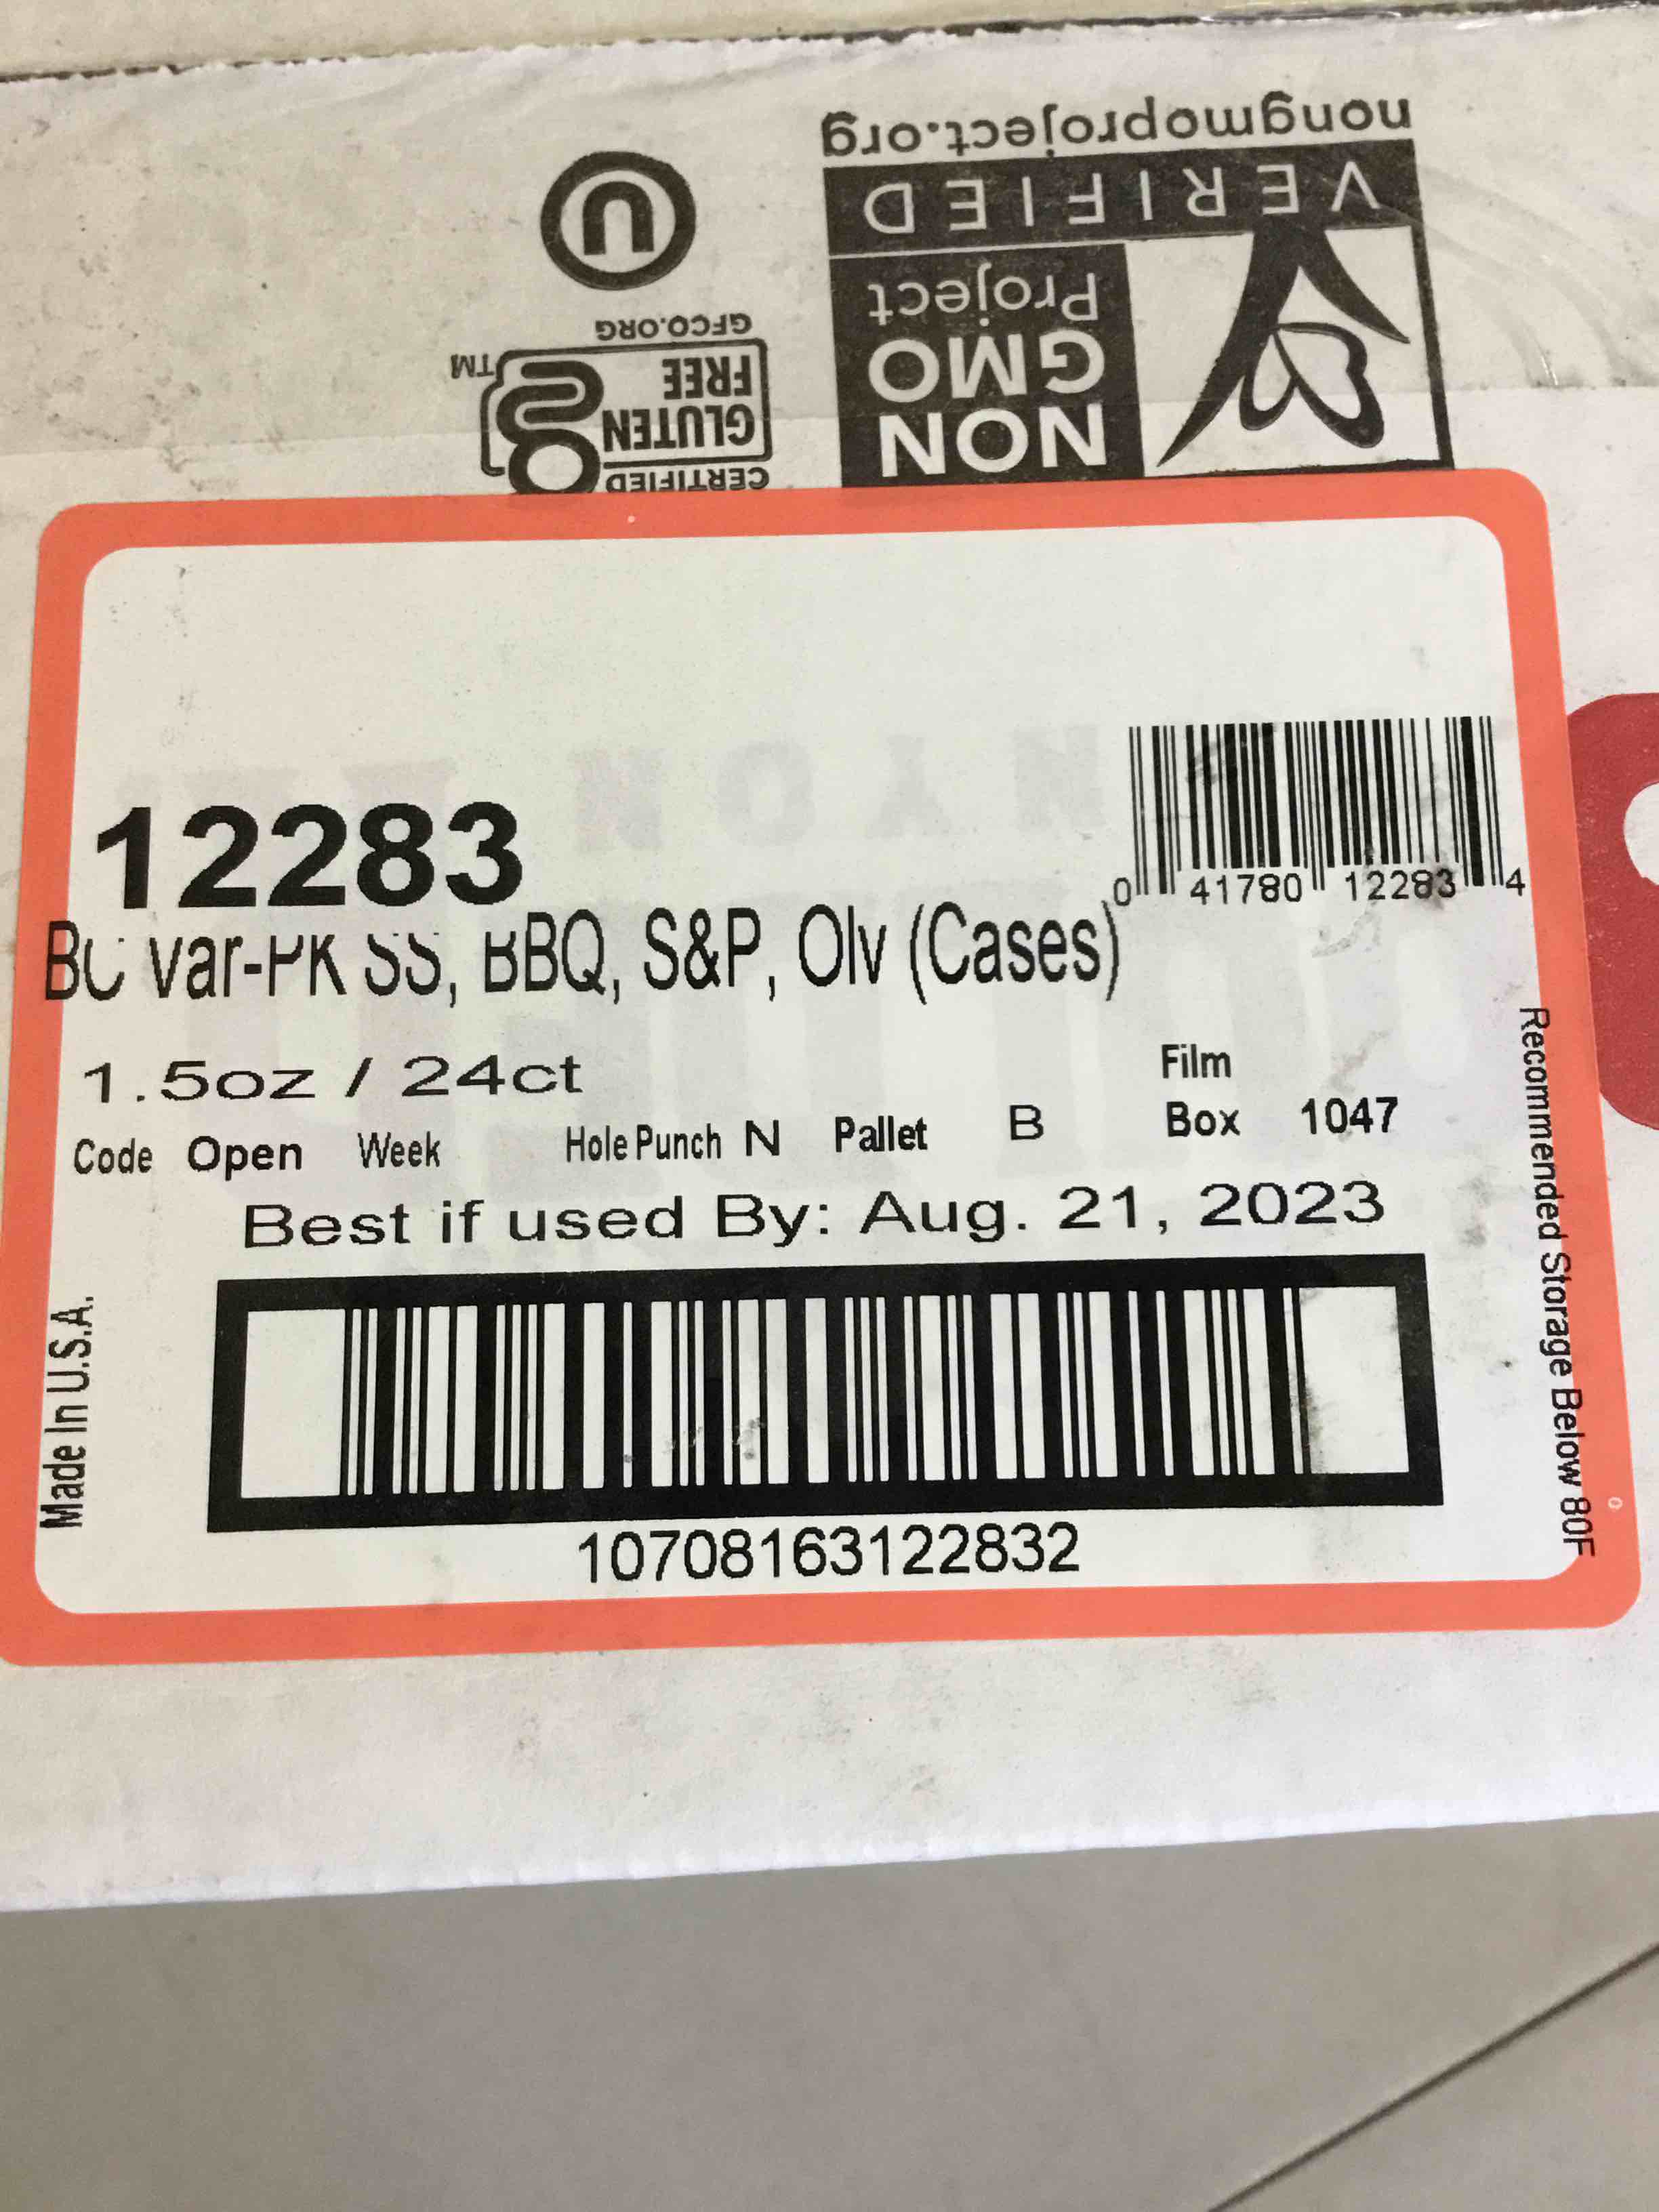 nongmoproject.org
VERIFIED
NON
GMO
Project
U
CERTIFIED
GLUTEN
FREE
TM
GFCO.ORG
12283
0 41780 12283 4
BC Var-PK SS, BBQ, S&P, Olv (Cases)
1.5oz / 24ct
Film
Code Open Week Hole Punch N Pallet B Box 1047
Best if used By: Aug. 21, 2023
10708163122832
Made In U.S.A.
Recommended Storage Below 80F